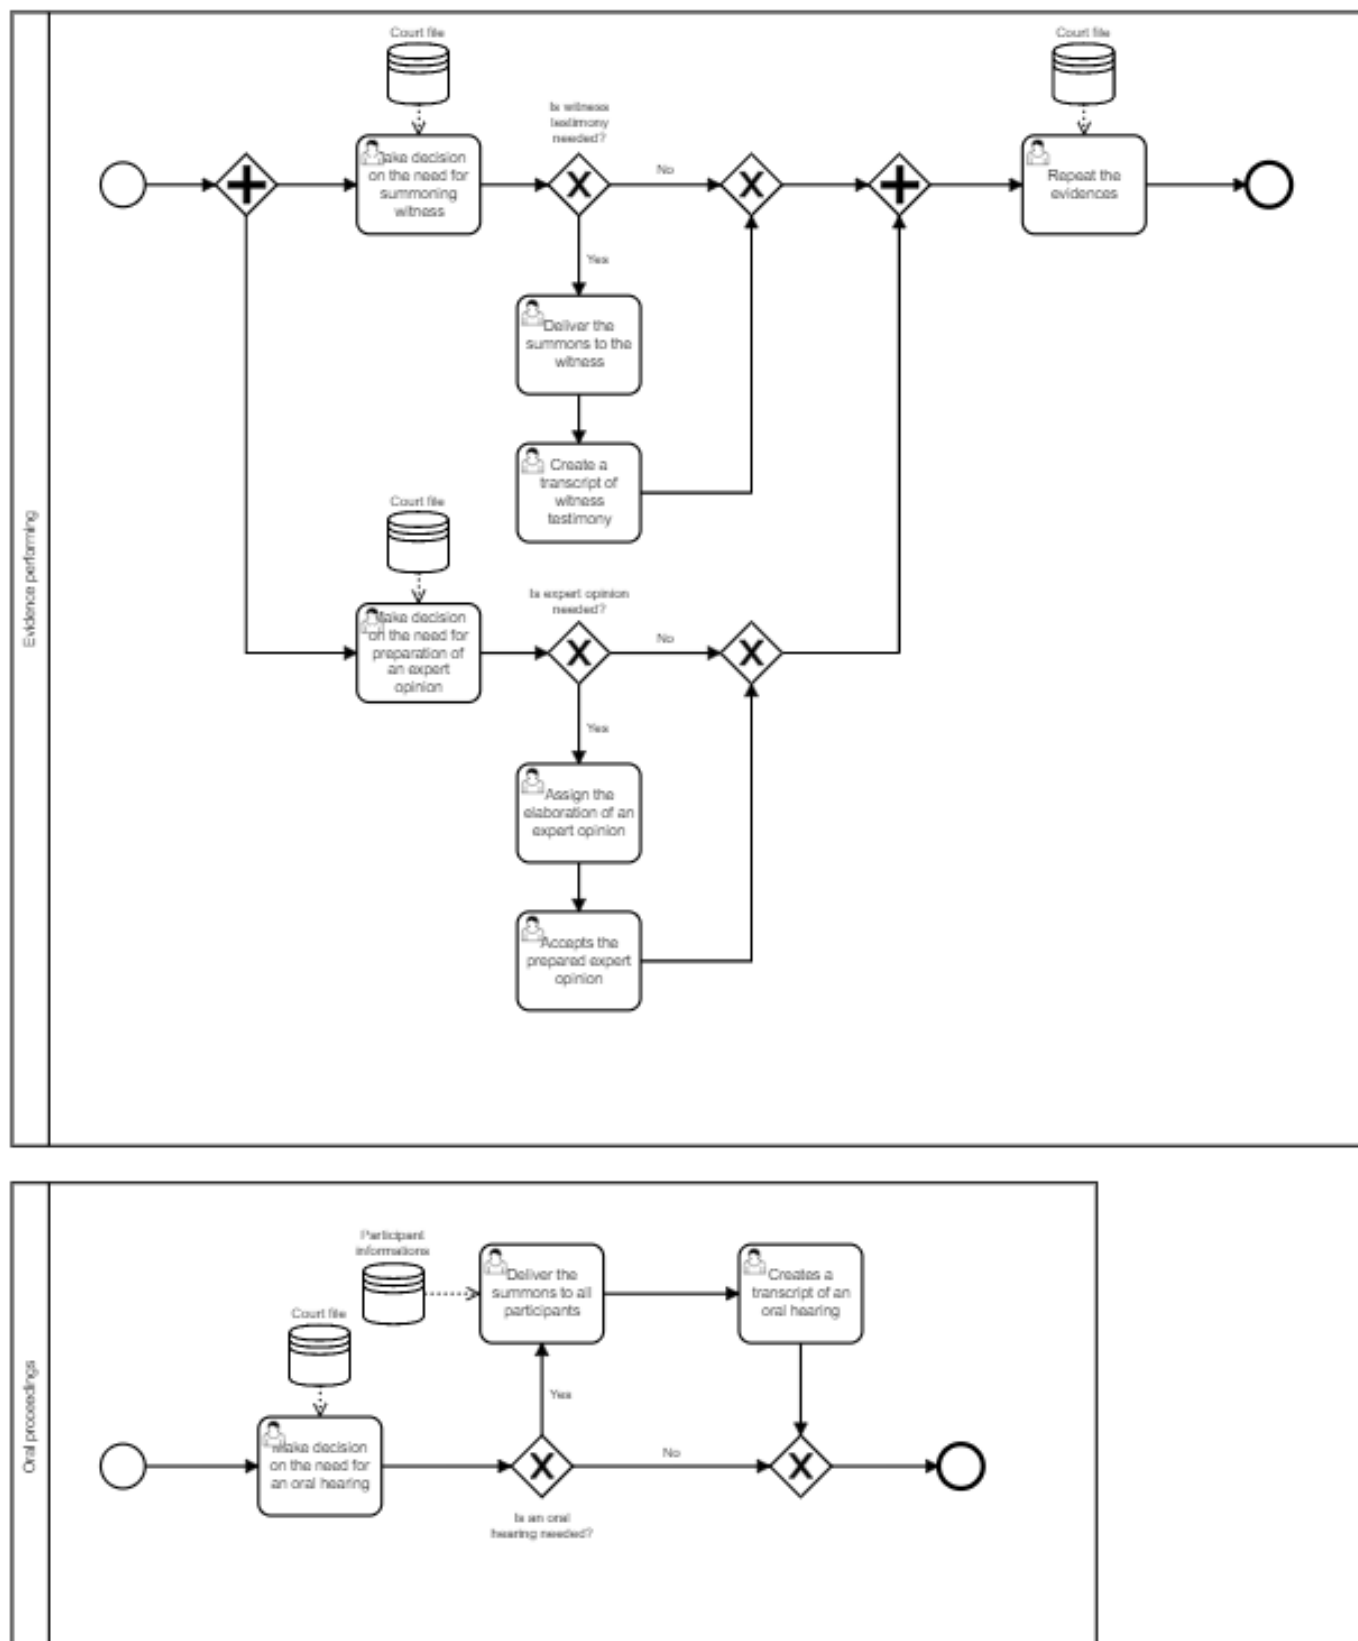 Evidence performing
Court file
Court file
Is witness
testimony
needed?
Make decision
on the need for
summoning
witness
No
Repeat the
evidences
Yes
Deliver the
summons to the
witness
Create a
transcript of
witness
testimony
Court file
Is expert opinion
needed?
Make decision
on the need for
preparation of
an expert
opinion
No
Yes
Assign the
elaboration of an
expert opinion
Accepts the
prepared expert
opinion
Oral proceedings
Participant
informations
Deliver the
summons to all
participants
Creates a
transcript of an
oral hearing
Court file
Yes
Make decision
on the need for
an oral hearing
No
Is an oral
hearing needed?